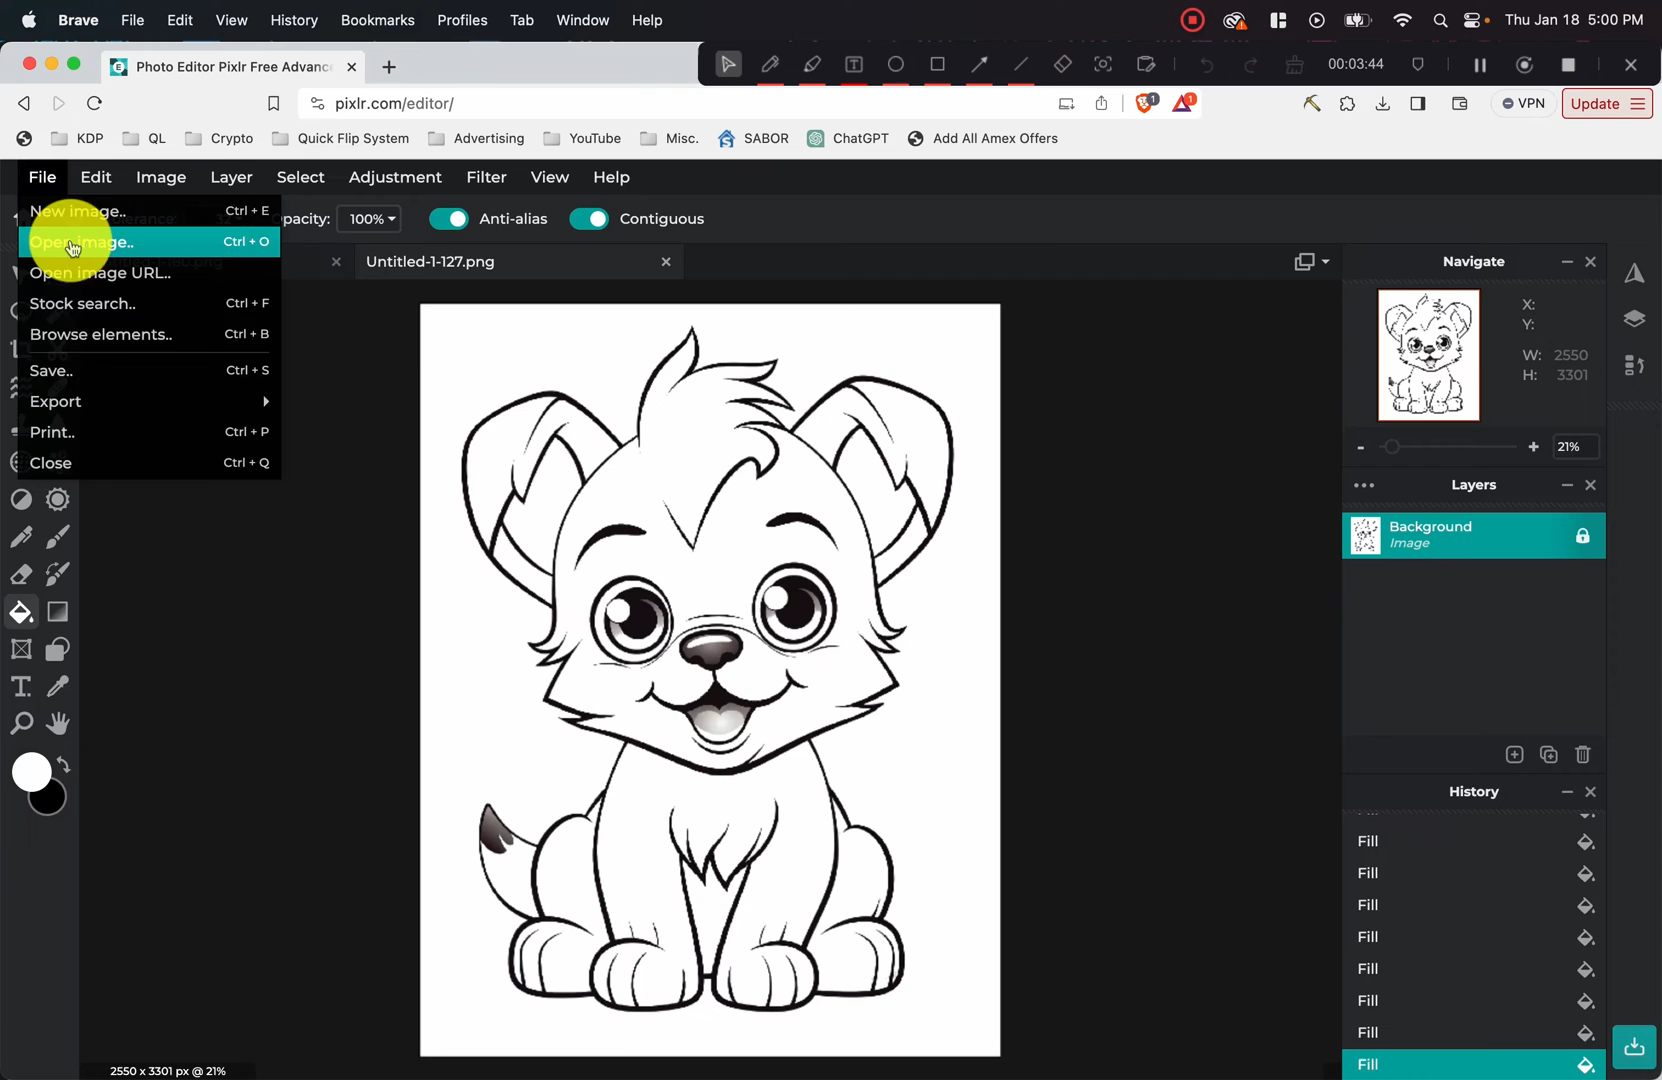 Brave File Edit View History Bookmarks Profiles Tab Window Help Thu Jan 18 5:00 PM
Photo Editor Pixlr Free Advance 00:03:44
pixlr.com/editor/ 1 1 VPN Update
KDP QL Crypto Quick Flip System Advertising YouTube Misc. SABOR ChatGPT Add All Amex Offers
File Edit Image Layer Select Adjustment Filter View Help
New image.. Ctrl + E
Opacity: 100% Anti-alias Contiguous
Open image.. Ctrl + O
Untitled-1-127.png
Open image URL..
Stock search.. Ctrl + F
Browse elements.. Ctrl + B
Save.. Ctrl + S
Export
Print.. Ctrl + P
Close Ctrl + Q
Navigate
X:
Y:
W: 2550
H: 3301
- + 21%
Layers
Background
Image
T
History
Fill
Fill
Fill
Fill
Fill
Fill
Fill
Fill
2550 x 3301 px @ 21%